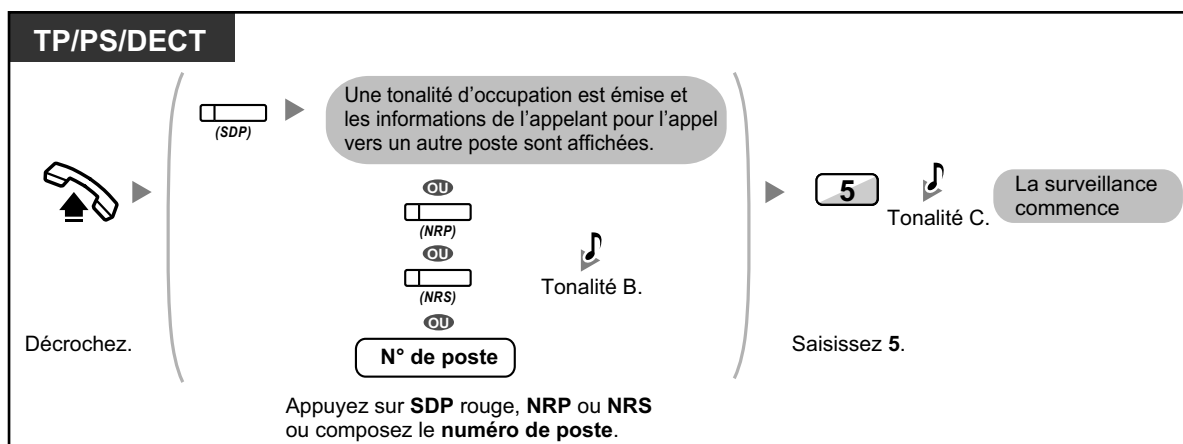 TP/PS/DECT
(SDP)
Une tonalité d'occupation est émise et
les informations de l'appelant pour l'appel
vers un autre poste sont affichées.
OU
(NRP)
OU
(NRS)
OU
N° de poste
Tonalité B.
5
Tonalité C.
La surveillance
commence
Décrochez.
Appuyez sur SDP rouge, NRP ou NRS
ou composez le numéro de poste.
Saisissez 5.